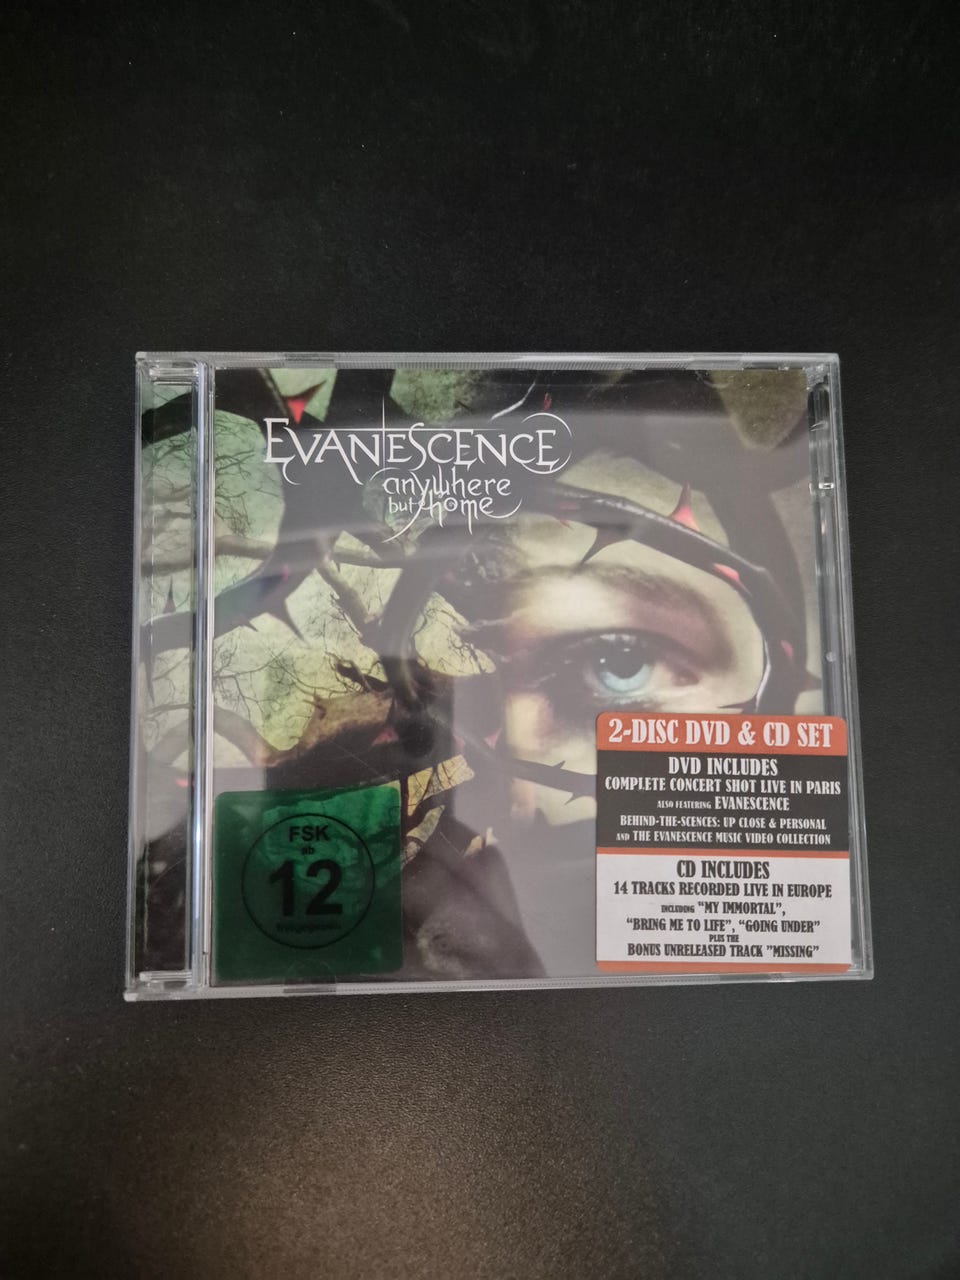 EVANESCENCE
anywhere
but home
2-DISC DVD & CD SET
DVD INCLUDES
COMPLETE CONCERT SHOT LIVE IN PARIS
ALSO FEATURING EVANESCENCE
BEHIND-THE-SCENCES: UP CLOSE & PERSONAL
AND THE EVANESCENCE MUSIC VIDEO COLLECTION
CD INCLUDES
14 TRACKS RECORDED LIVE IN EUROPE
INCLUDING "MY IMMORTAL",
"BRING ME TO LIFE", "GOING UNDER"
PLUS THE
BONUS UNRELEASED TRACK "MISSING"
FSK
ab
12
freigegeben